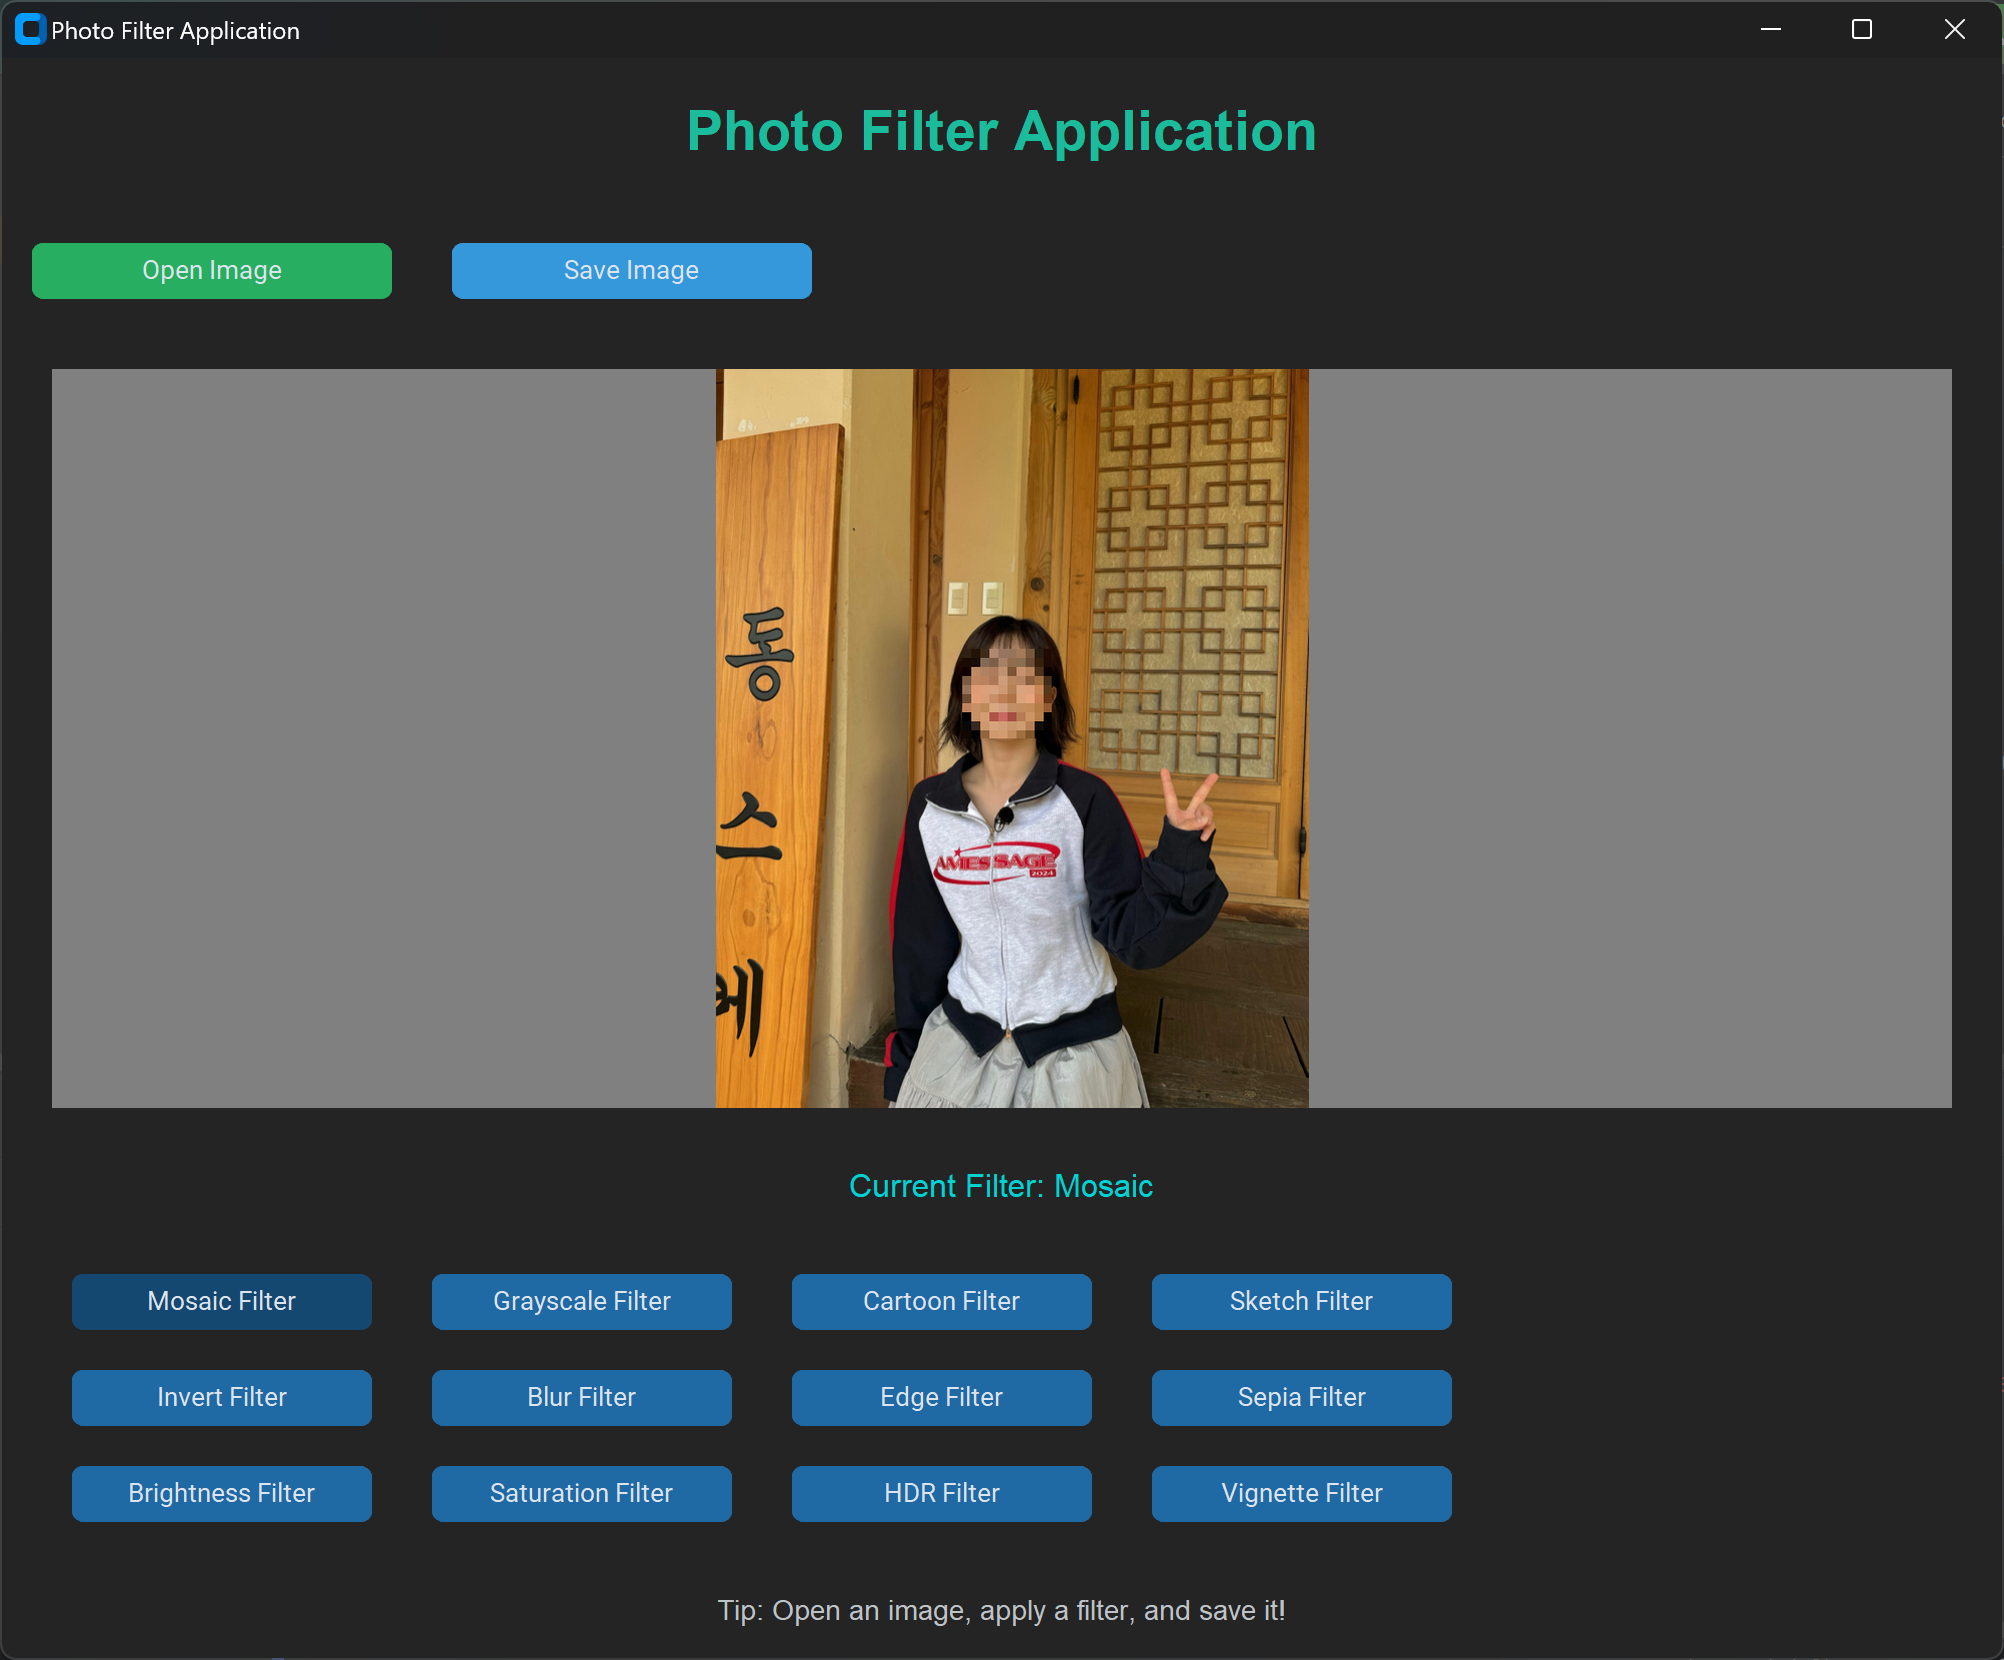 Photo Filter Application
Photo Filter Application
Open Image
Save Image
동
스
베
AMESSAGE
2024
Current Filter: Mosaic
Mosaic Filter
Grayscale Filter
Cartoon Filter
Sketch Filter
Invert Filter
Blur Filter
Edge Filter
Sepia Filter
Brightness Filter
Saturation Filter
HDR Filter
Vignette Filter
Tip: Open an image, apply a filter, and save it!